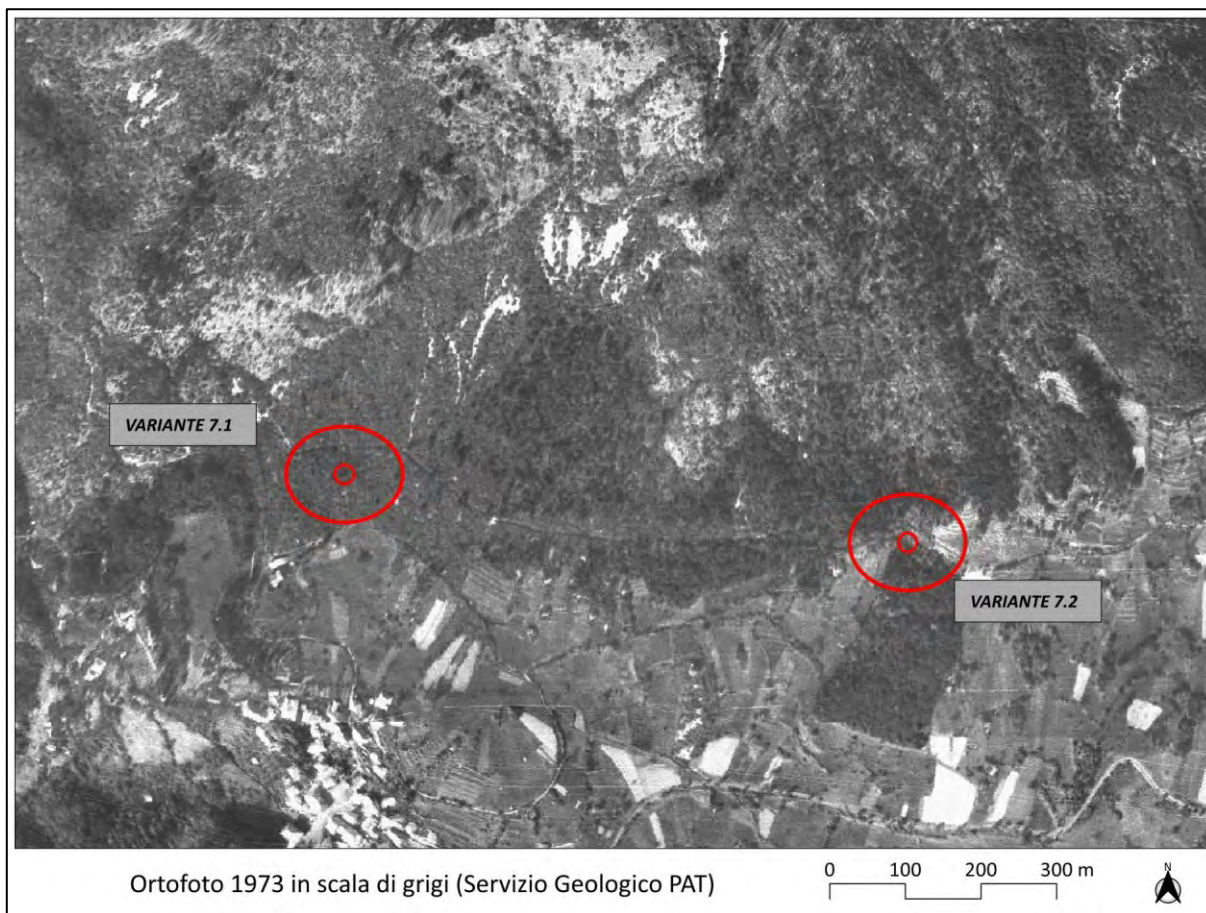 VARIANTE 7.1
VARIANTE 7.2
Ortofoto 1973 in scala di grigi (Servizio Geologico PAT)
0 100 200 300 m
N